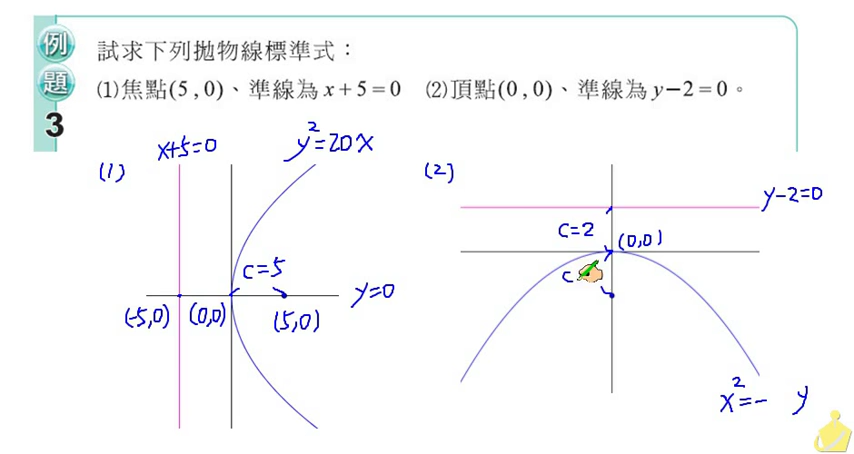 例題3
試求下列拋物線標準式：
(1)焦點(5 , 0)、準線為 x + 5 = 0 (2)頂點(0 , 0)、準線為 y − 2 = 0。
(1)
x+5=0
y²=20x
c=5
y=0
(-5,0) (0,0) (5,0)
(2)
y-2=0
c=2
(0,0)
c
x²=- y